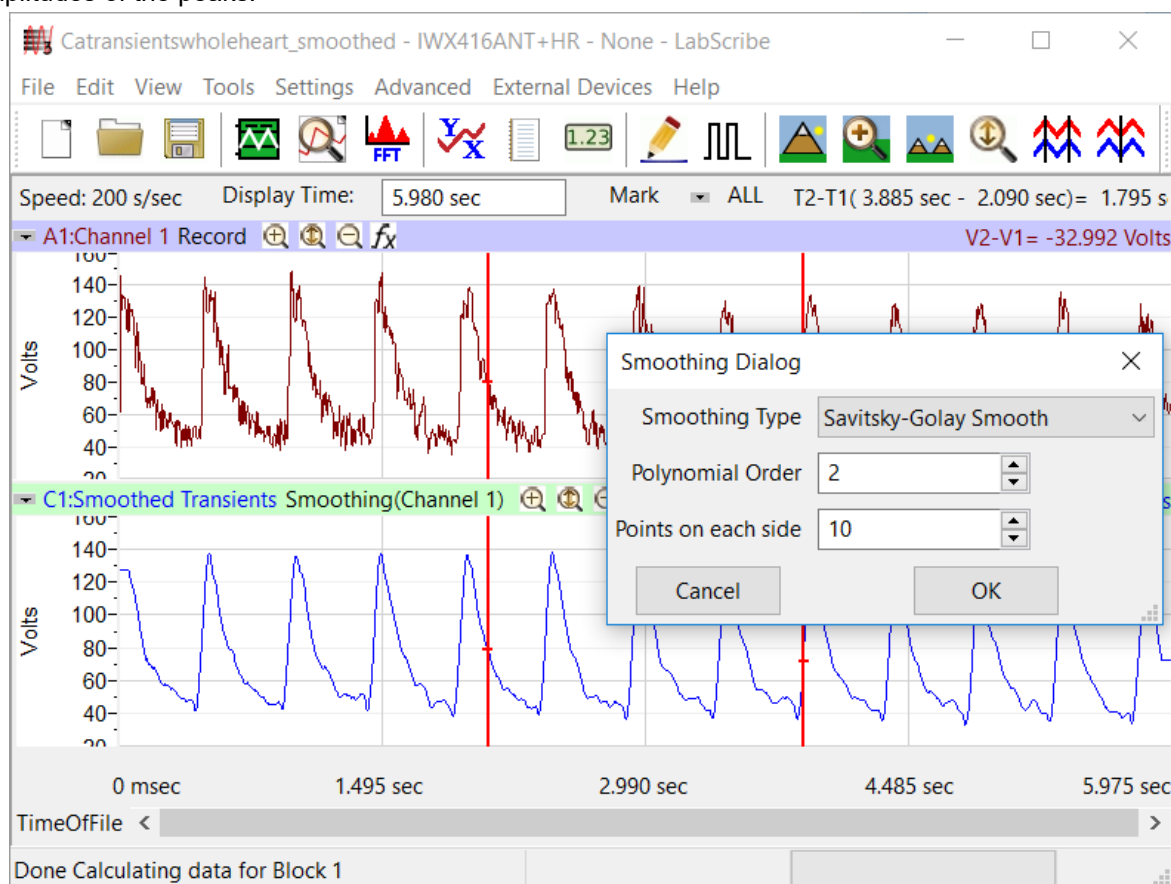 Catransientswholeheart_smoothed - IWX416ANT+HR - None - LabScribe
File Edit View Tools Settings Advanced External Devices Help
FFT Y X 1.23
Speed: 200 s/sec Display Time: 5.980 sec Mark ALL T2-T1( 3.885 sec - 2.090 sec)= 1.795 s
A1:Channel 1 Record fx V2-V1= -32.992 Volts
160
140
120
100
80
60
40
20
Volts
Smoothing Dialog
Smoothing Type Savitsky-Golay Smooth
Polynomial Order 2
Points on each side 10
Cancel OK
C1:Smoothed Transients Smoothing(Channel 1)
160
140
120
100
80
60
40
20
Volts
0 msec 1.495 sec 2.990 sec 4.485 sec 5.975 sec
TimeOfFile
Done Calculating data for Block 1